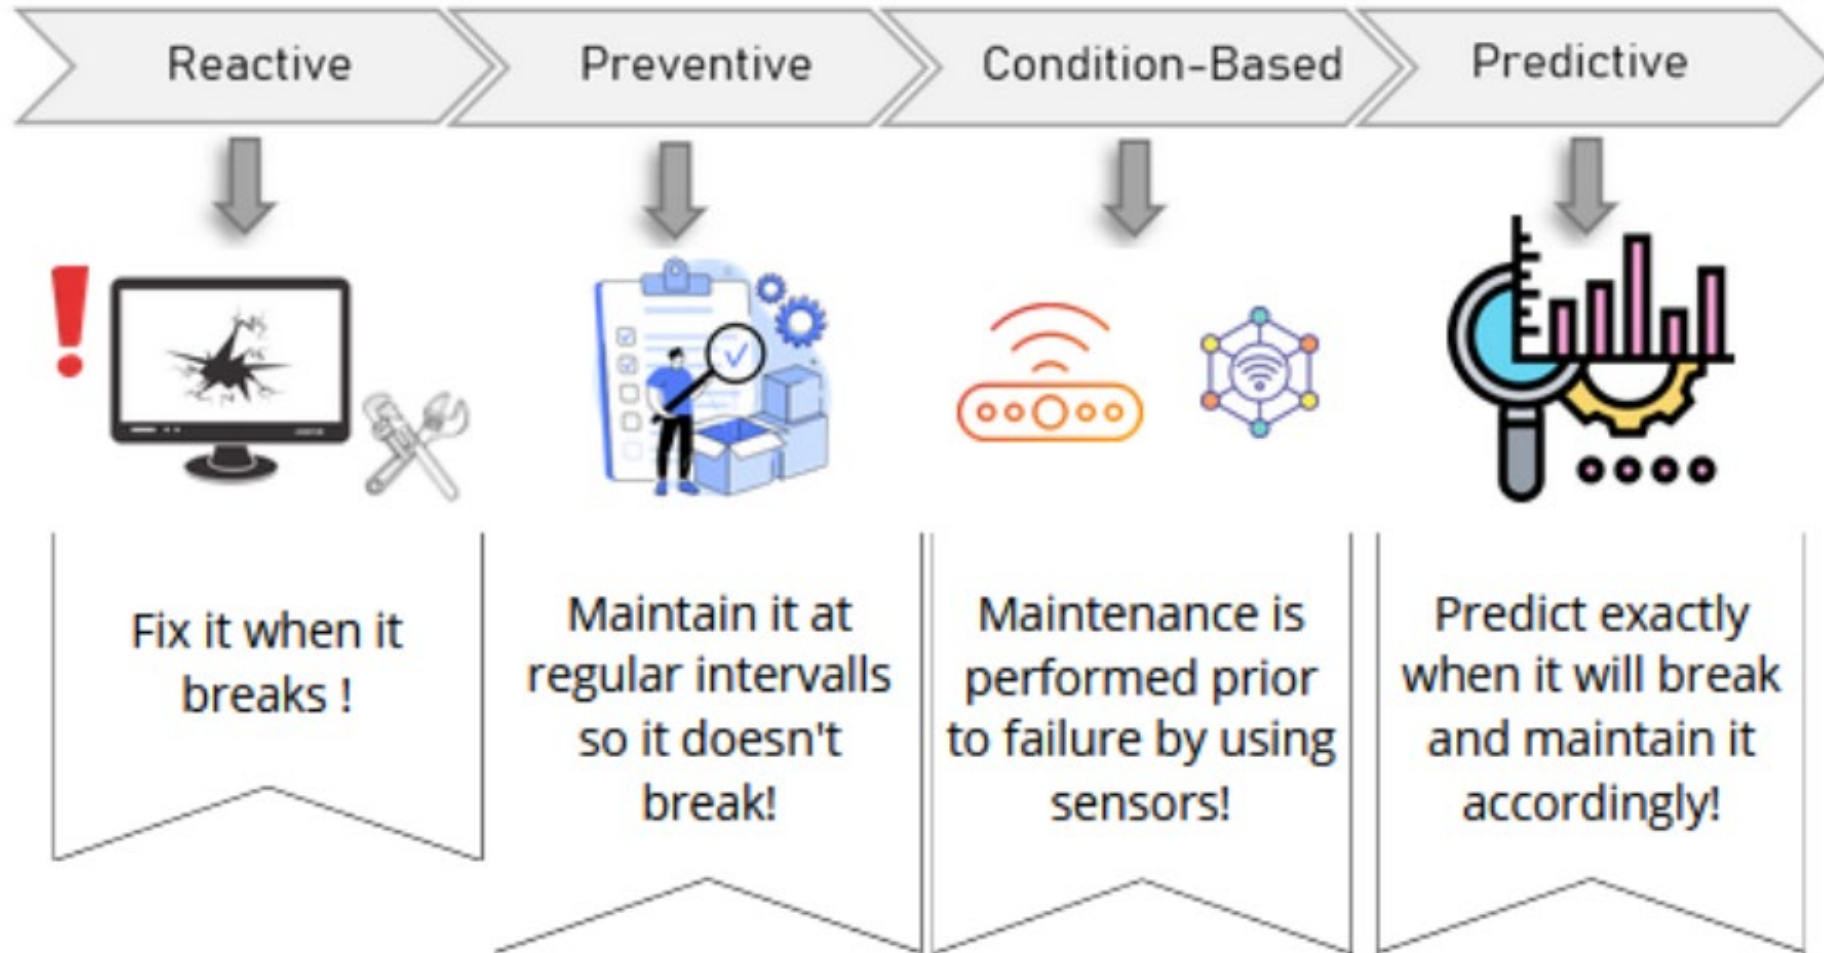 Reactive
Preventive
Condition-Based
Predictive
Fix it when it
breaks !
Maintain it at
regular intervalls
so it doesn't
break!
Maintenance is
performed prior
to failure by using
sensors!
Predict exactly
when it will break
and maintain it
accordingly!